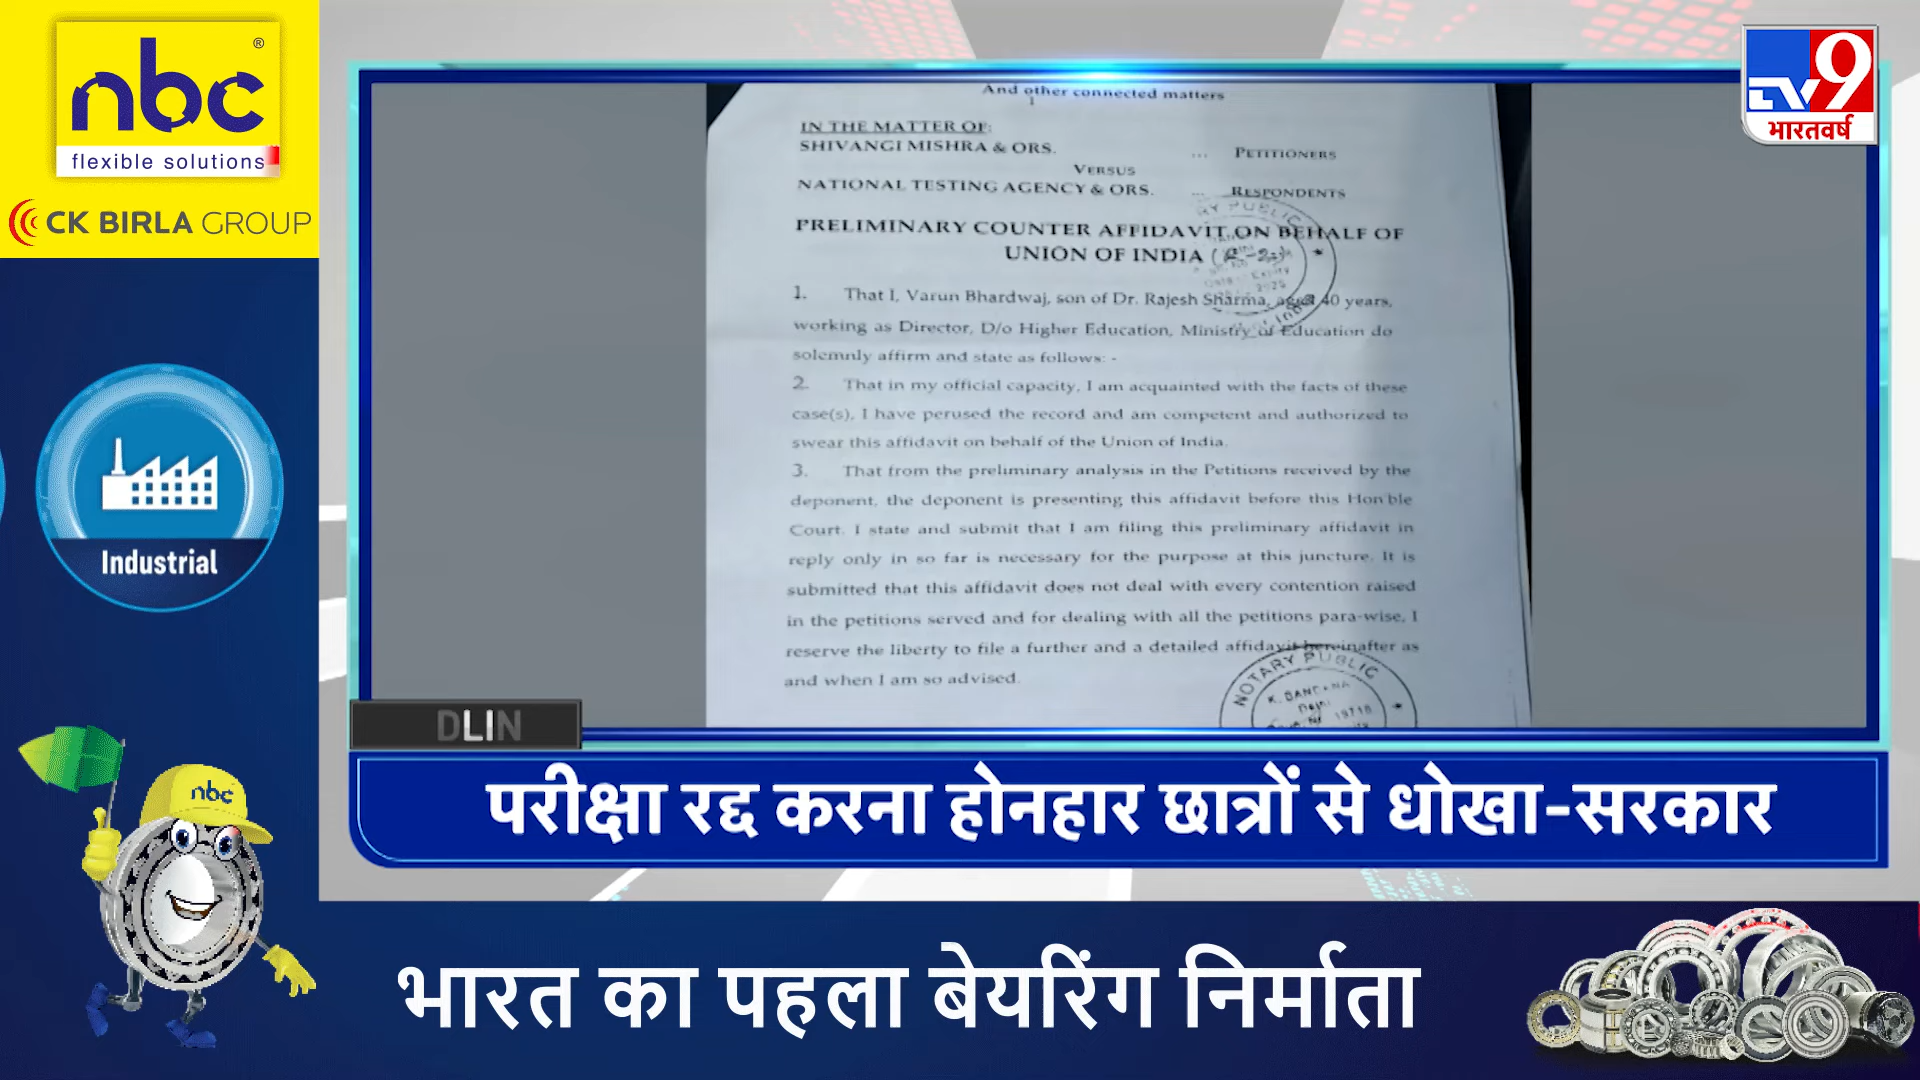 nbc
®
flexible solutions
CK BIRLA GROUP
Industrial
nbc
TV9
भारतवर्ष
And other connected matters
IN THE MATTER OF:
SHIVANGI MISHRA & ORS. ... PETITIONERS
VERSUS
NATIONAL TESTING AGENCY & ORS. ... RESPONDENTS
PRELIMINARY COUNTER AFFIDAVIT ON BEHALF OF
UNION OF INDIA
1. That I, Varun Bhardwaj, son of Dr. Rajesh Sharma, aged 40 years,
working as Director, D/o Higher Education, Ministry of Education do
solemnly affirm and state as follows: -
2. That in my official capacity, I am acquainted with the facts of these
case(s), I have perused the record and am competent and authorized to
swear this affidavit on behalf of the Union of India.
3. That from the preliminary analysis in the Petitions received by the
deponent, the deponent is presenting this affidavit before this Hon'ble
Court. I state and submit that I am filing this preliminary affidavit in
reply only in so far is necessary for the purpose at this juncture. It is
submitted that this affidavit does not deal with every contention raised
in the petitions served and for dealing with all the petitions para-wise, I
reserve the liberty to file a further and a detailed affidavit hereinafter as
and when I am so advised.
NOTARY PUBLIC
Delhi
DLIN
परीक्षा रद्द करना होनहार छात्रों से धोखा-सरकार
भारत का पहला बेयरिंग निर्माता